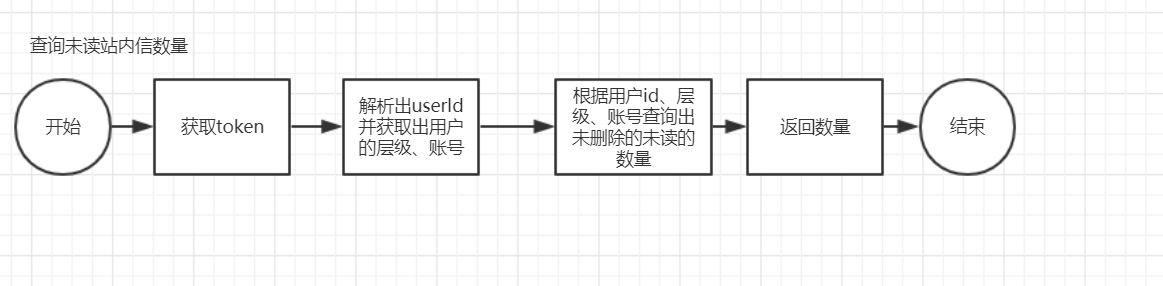 查询未读站内信数量
开始
获取token
解析出userId
并获取出用户
的层级、账号
根据用户id、层
级、账号查询出
未删除的未读的
数量
返回数量
结束